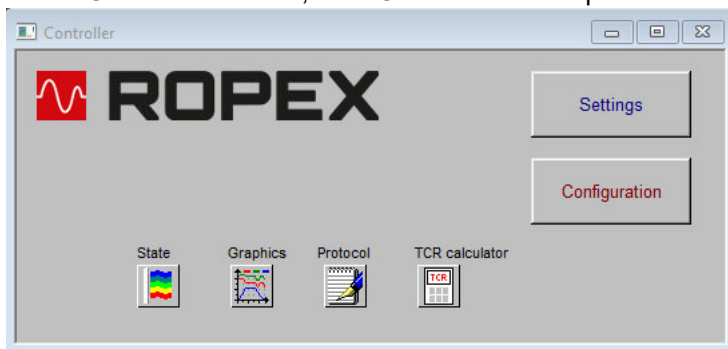 Controller
ROPEX
Settings
Configuration
State Graphics Protocol TCR calculator
TCR